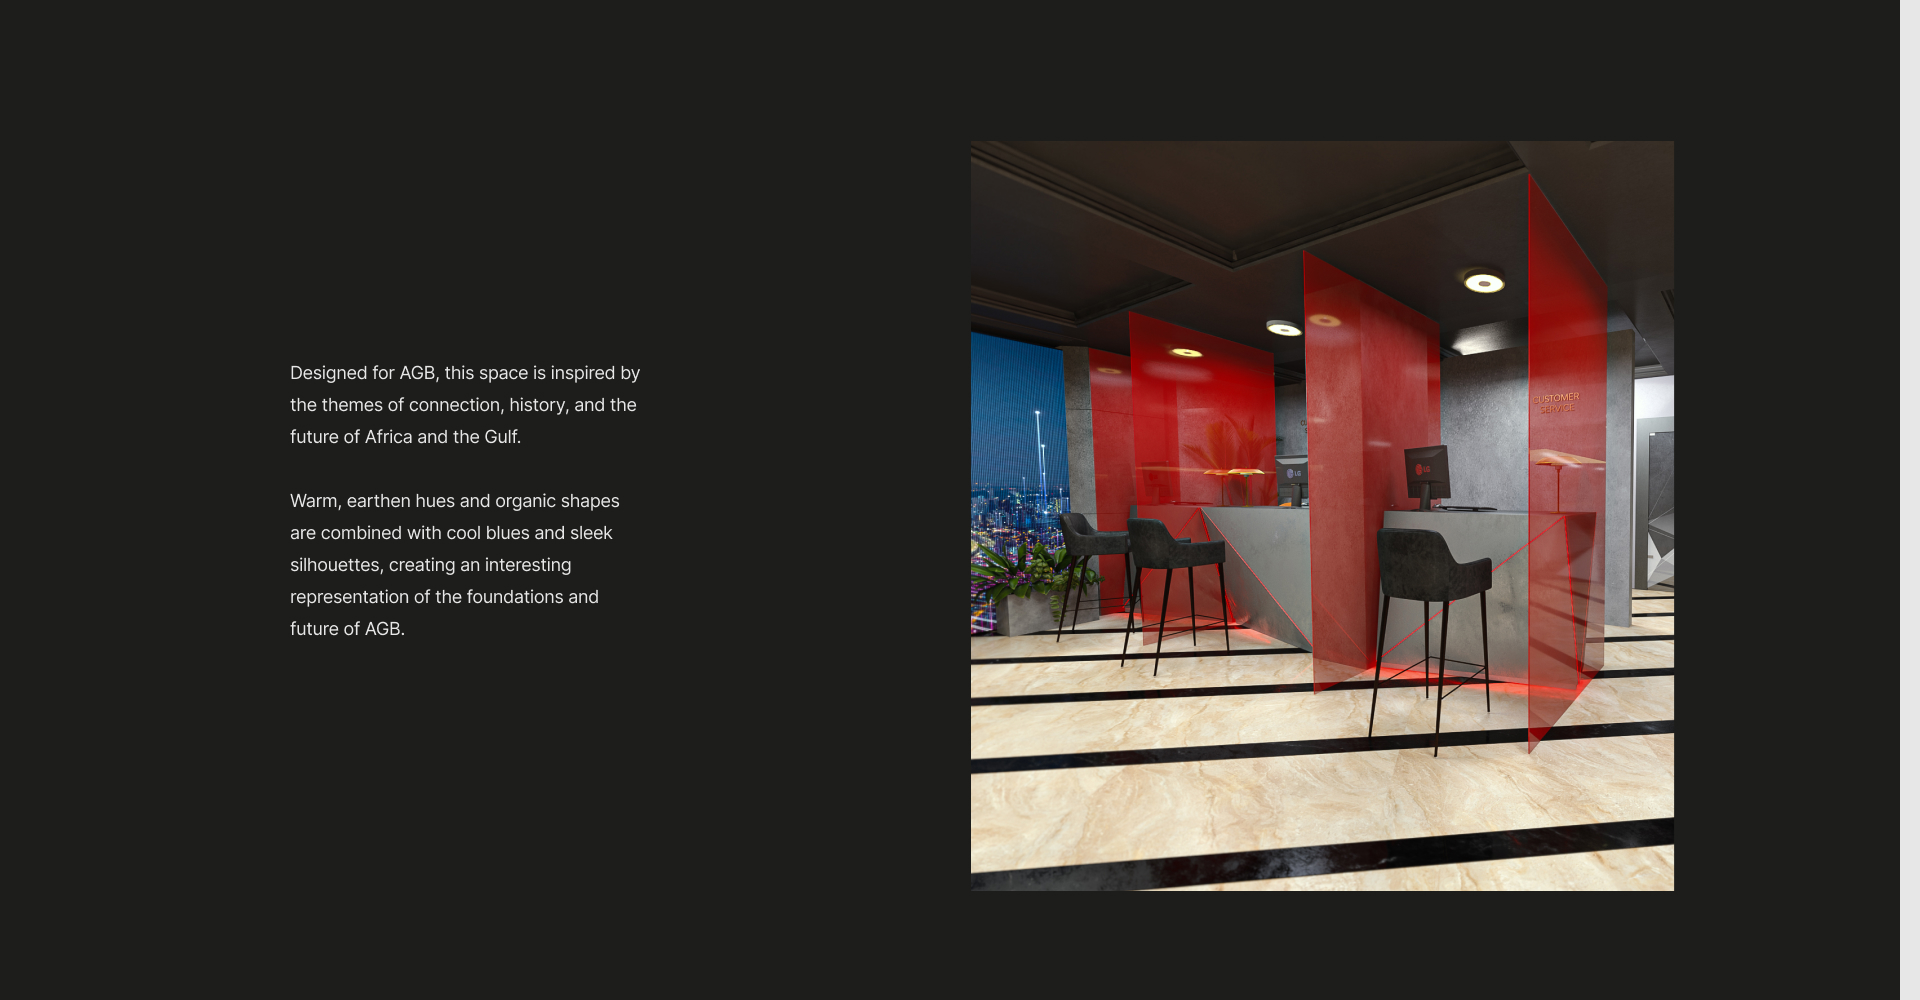 Designed for AGB, this space is inspired by
the themes of connection, history, and the
future of Africa and the Gulf.
Warm, earthen hues and organic shapes
are combined with cool blues and sleek
silhouettes, creating an interesting
representation of the foundations and
future of AGB.
CUSTOMER
SERVICE
LG
LG